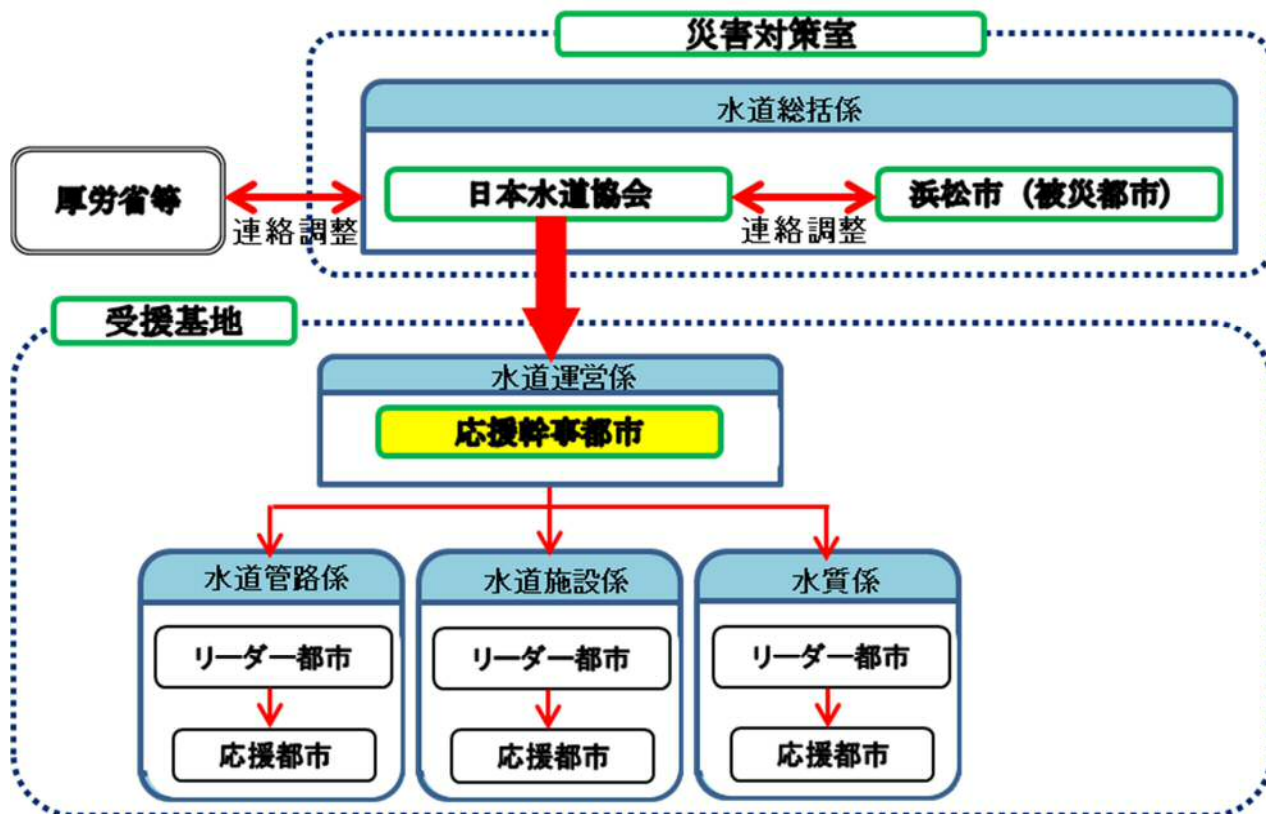 災害対策室
水道総括係
厚労省等
連絡調整
日本水道協会
連絡調整
浜松市（被災都市）
受援基地
水道運営係
応援幹事都市
水道管路係
リーダー都市
応援都市
水道施設係
リーダー都市
応援都市
水質係
リーダー都市
応援都市